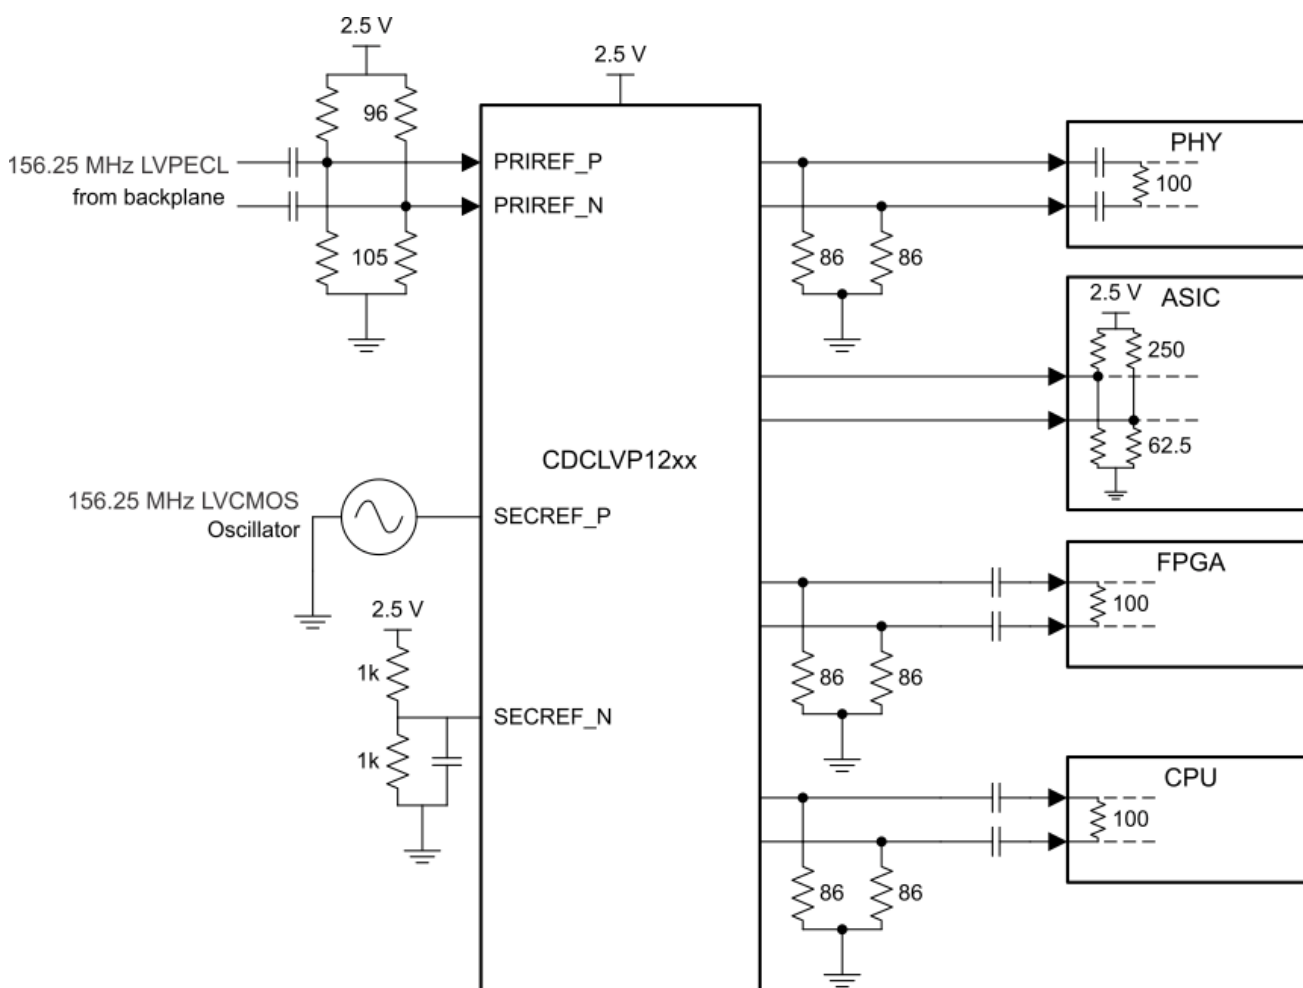 2.5 V
96
156.25 MHz LVPECL
from backplane
105
2.5 V
PRIREF_P
PRIREF_N
CDCLVP12xx
156.25 MHz LVCMOS
Oscillator
SECREF_P
2.5 V
1k
1k
SECREF_N
PHY
100
86
86
2.5 V
ASIC
250
62.5
FPGA
100
86
86
CPU
100
86
86